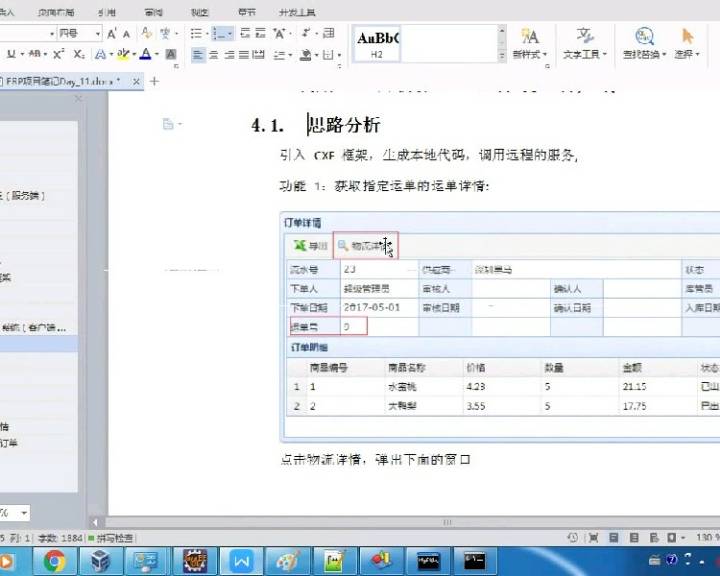 页面布局 引用 审阅 视图 章节 开发工具
四号
AaBbC
H2
新样式 文字工具 查找替换 选择
ERP项目笔记Day_11.docx *
4.1. 思路分析
引入 CXF 框架，生成本地代码，调用远程的服务，
功能 1：获取指定运单的运单详情：
（服务端）
系统（客户端...
订单详情
导出 物流详情
流水号 23 供应商 深圳黑马 状态
下单人 超级管理员 审核人 确认人 库管员
下单日期 2017-05-01 审核日期 确认日期 入库日期
运单号 0
订单明细
商品编号 商品名称 价格 数量 金额 状态
1 1 水蜜桃 4.23 5 21.15 已出
2 2 大鸭梨 3.55 5 17.75 已出
点击物流详情，弹出下面的窗口
订单
列: 1 字数: 1884 拼写检查 130 %